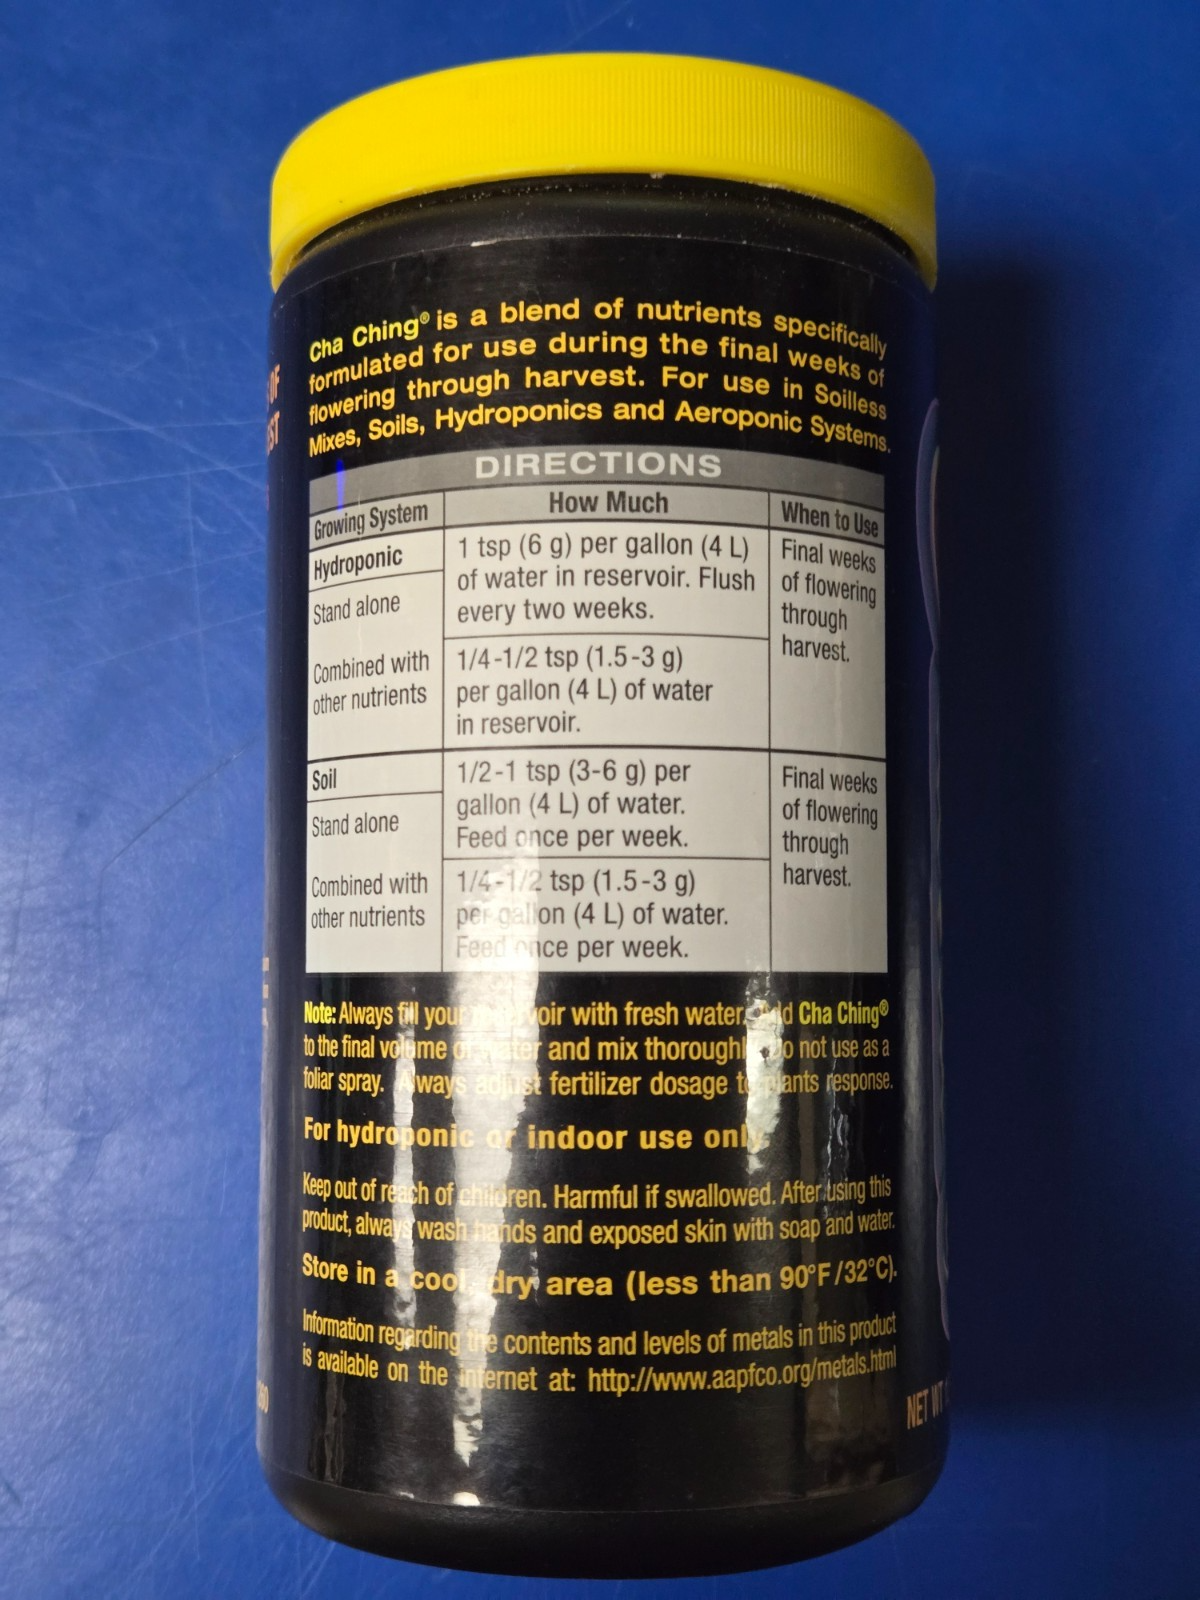 Cha Ching® is a blend of nutrients specifically
formulated for use during the final weeks of
flowering through harvest. For use in Soilless
Mixes, Soils, Hydroponics and Aeroponic Systems.
DIRECTIONS
Growing System How Much When to Use
Hydroponic
Stand alone
1 tsp (6 g) per gallon (4 L)
of water in reservoir. Flush
every two weeks.
Final weeks
of flowering
through
harvest.
Combined with
other nutrients
1/4-1/2 tsp (1.5-3 g)
per gallon (4 L) of water
in reservoir.
Soil
Stand alone
1/2-1 tsp (3-6 g) per
gallon (4 L) of water.
Feed once per week.
Final weeks
of flowering
through
harvest.
Combined with
other nutrients
1/4-1/2 tsp (1.5-3 g)
per gallon (4 L) of water.
Feed once per week.
Note: Always fill your reservoir with fresh water. Add Cha Ching®
to the final volume of water and mix thoroughly. Do not use as a
foliar spray. Always adjust fertilizer dosage to plants response.
For hydroponic or indoor use only.
Keep out of reach of children. Harmful if swallowed. After using this
product, always wash hands and exposed skin with soap and water.
Store in a cool, dry area (less than 90°F/32°C).
Information regarding the contents and levels of metals in this product
is available on the internet at: http://www.aapfco.org/metals.html
OF
NET WT